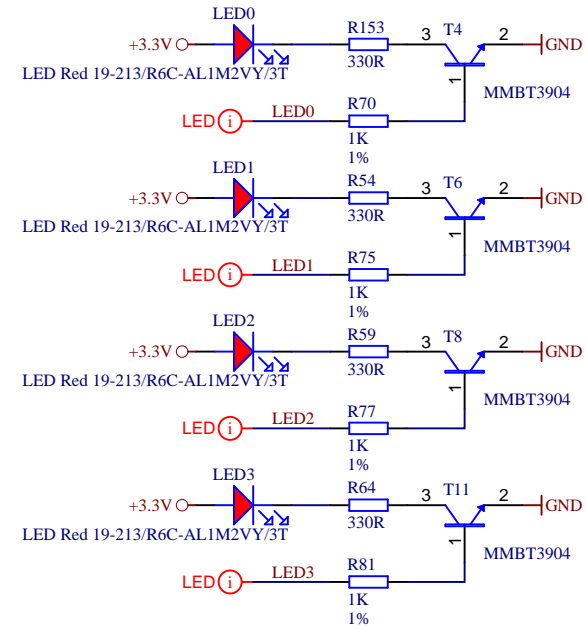 LED0
R153
3
T4
2
+3.3V
GND
330R
LED Red 19-213/R6C-AL1M2VY/3T
1
MMBT3904
R70
LED i
LED0
1K
1%
LED1
R54
3
T6
2
+3.3V
GND
330R
LED Red 19-213/R6C-AL1M2VY/3T
1
MMBT3904
R75
LED i
LED1
1K
1%
LED2
R59
3
T8
2
+3.3V
GND
330R
LED Red 19-213/R6C-AL1M2VY/3T
1
MMBT3904
R77
LED i
LED2
1K
1%
LED3
R64
3
T11
2
+3.3V
GND
330R
LED Red 19-213/R6C-AL1M2VY/3T
1
MMBT3904
R81
LED i
LED3
1K
1%